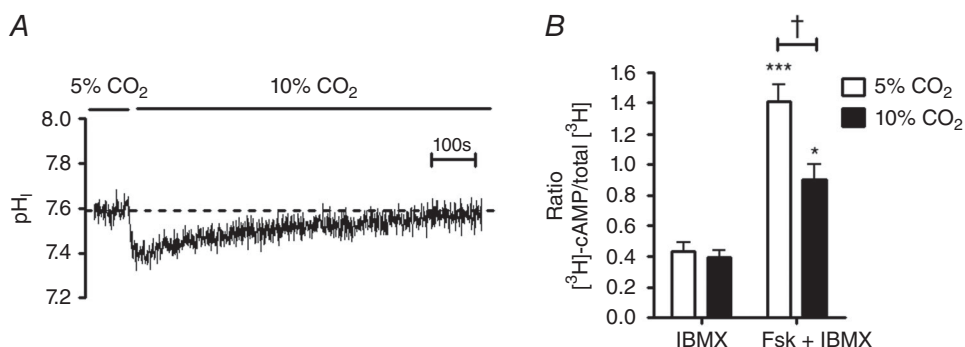 A
5% CO₂
10% CO₂
8.0
7.8
7.6
7.4
7.2
pHᵢ
100s
B
†
***
*
1.6
1.4
1.2
1.0
0.8
0.6
0.4
0.2
0.0
Ratio
[³H]-cAMP/total [³H]
5% CO₂
10% CO₂
IBMX
Fsk + IBMX